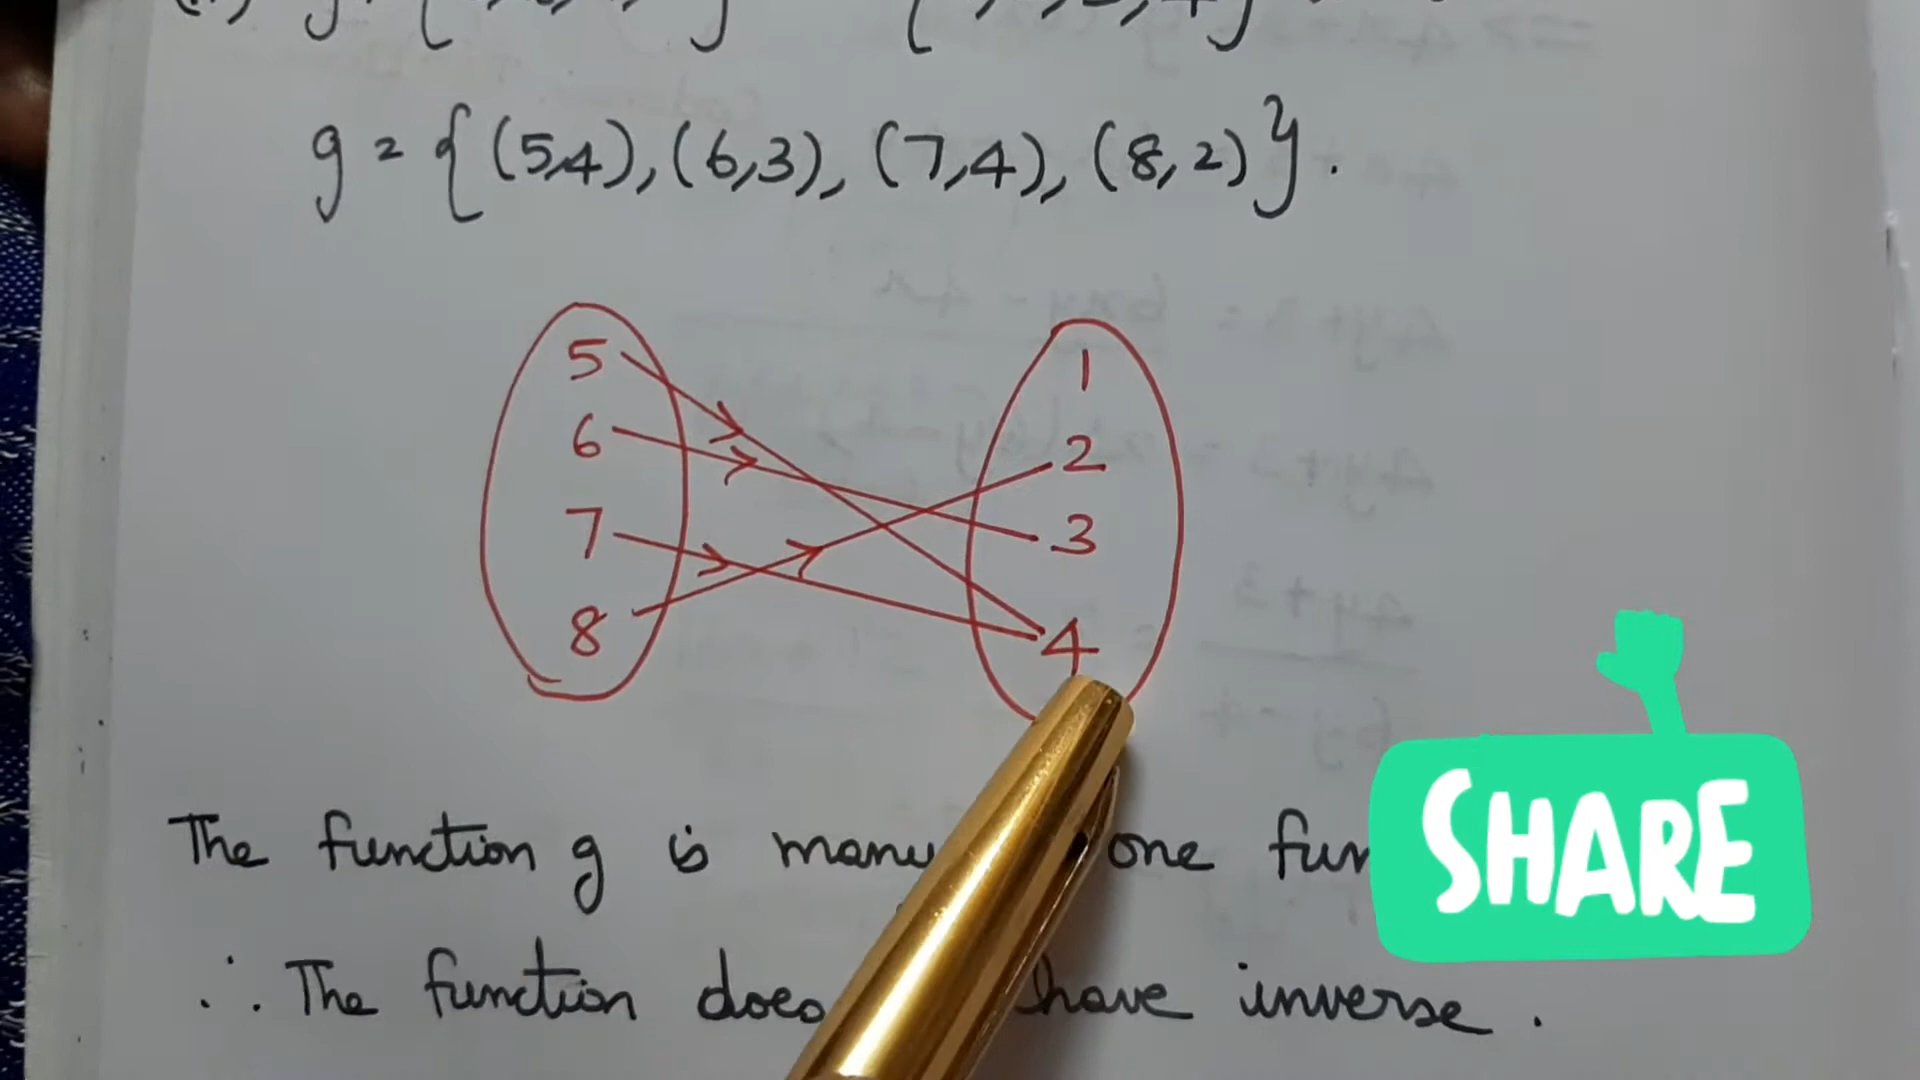 g = { (5,4), (6,3), (7,4), (8,2) } .
5 1
6 2
7 3
8 4
The function g is many one
∴ The function does have inverse .
SHARE